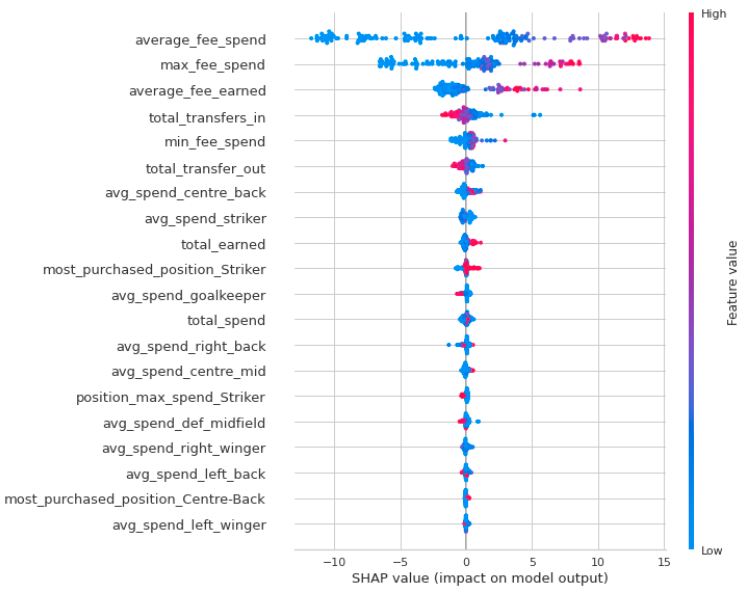 High
average_fee_spend
max_fee_spend
average_fee_earned
total_transfers_in
min_fee_spend
total_transfer_out
avg_spend_centre_back
avg_spend_striker
total_earned
most_purchased_position_Striker
avg_spend_goalkeeper
total_spend
avg_spend_right_back
avg_spend_centre_mid
position_max_spend_Striker
avg_spend_def_midfield
avg_spend_right_winger
avg_spend_left_back
most_purchased_position_Centre-Back
avg_spend_left_winger
Feature value
Low
−10 −5 0 5 10 15
SHAP value (impact on model output)